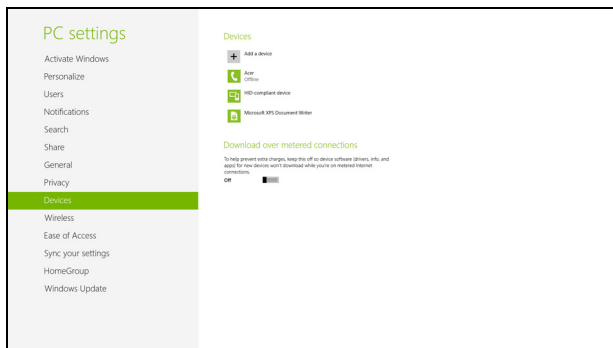 PC settings
Activate Windows
Personalize
Users
Notifications
Search
Share
General
Privacy
Devices
Wireless
Ease of Access
Sync your settings
HomeGroup
Windows Update
Devices
Add a device
Acer
Offline
HID-compliant device
Microsoft XPS Document Writer
Download over metered connections
To help prevent extra charges, keep this off so device software (drivers, info, and
apps) for new devices won't download while you're on metered Internet
connections.
Off